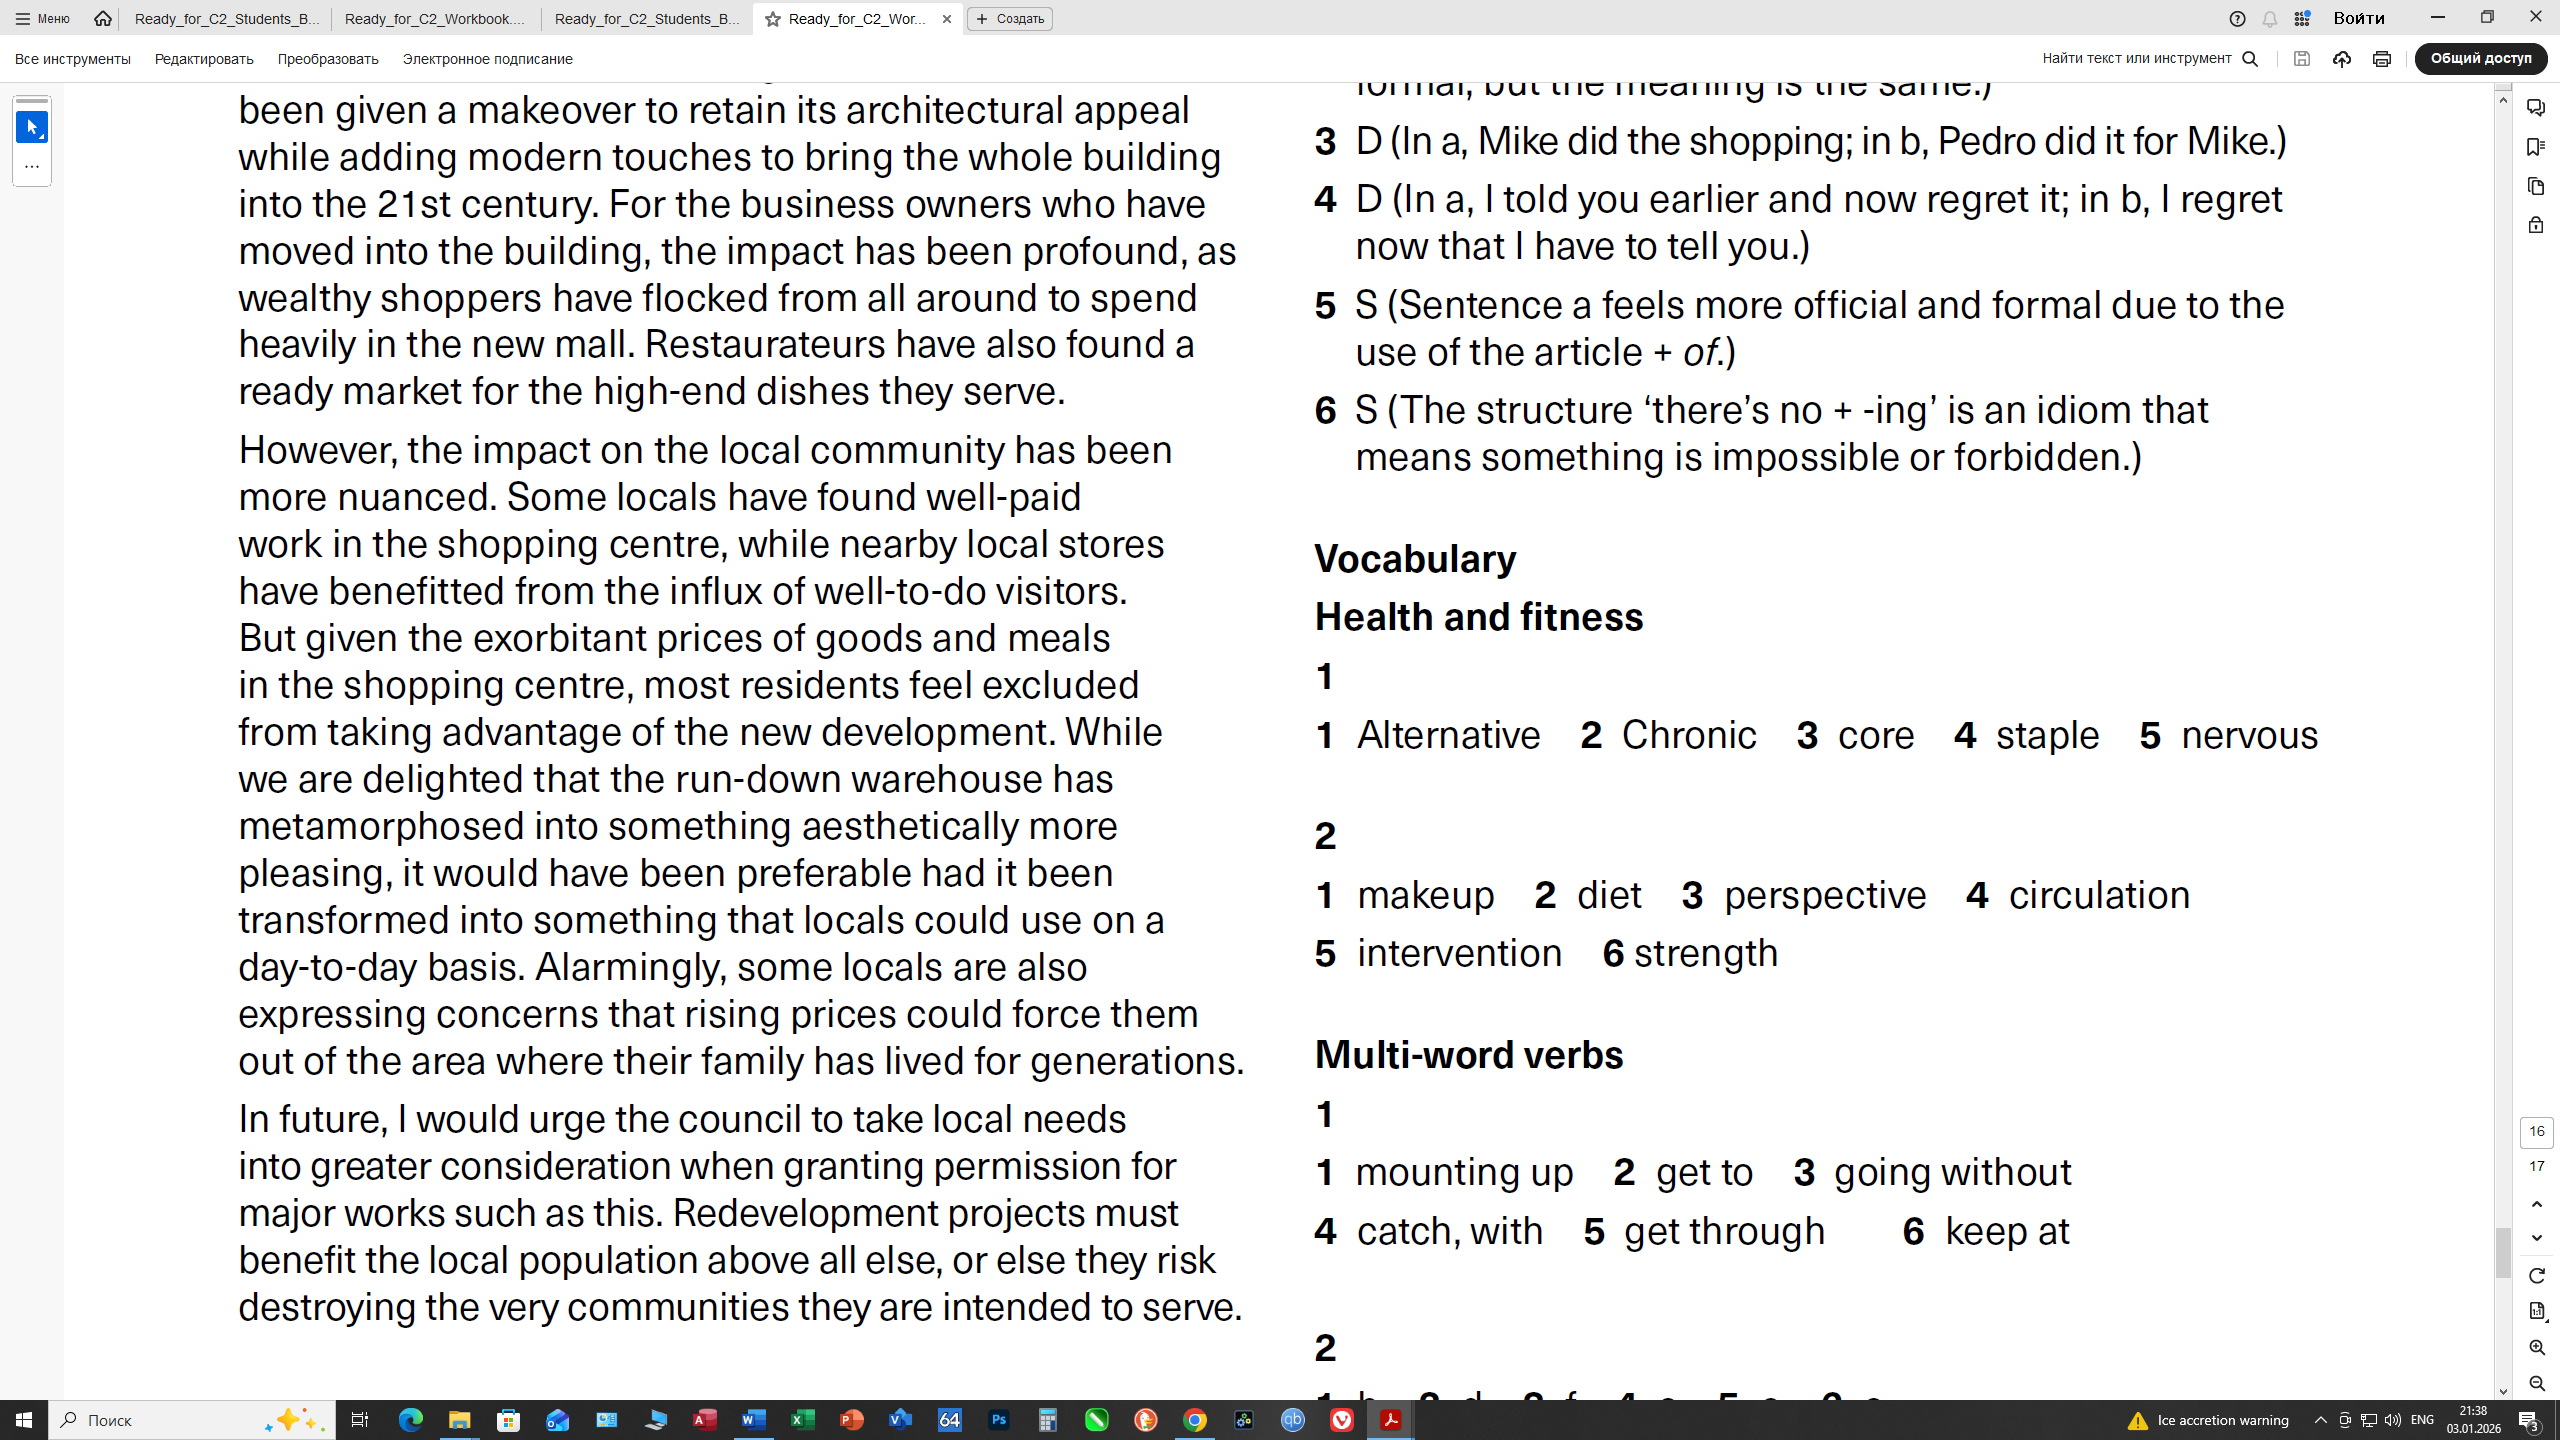 Меню
Ready_for_C2_Students_B...
Ready_for_C2_Workbook....
Ready_for_C2_Students_B...
Ready_for_C2_Wor...
Создать
Войти
Все инструменты
Редактировать
Преобразовать
Электронное подписание
Найти текст или инструмент
Общий доступ
been given a makeover to retain its architectural appeal
while adding modern touches to bring the whole building
into the 21st century. For the business owners who have
moved into the building, the impact has been profound, as
wealthy shoppers have flocked from all around to spend
heavily in the new mall. Restaurateurs have also found a
ready market for the high-end dishes they serve.
However, the impact on the local community has been
more nuanced. Some locals have found well-paid
work in the shopping centre, while nearby local stores
have benefitted from the influx of well-to-do visitors.
But given the exorbitant prices of goods and meals
in the shopping centre, most residents feel excluded
from taking advantage of the new development. While
we are delighted that the run-down warehouse has
metamorphosed into something aesthetically more
pleasing, it would have been preferable had it been
transformed into something that locals could use on a
day-to-day basis. Alarmingly, some locals are also
expressing concerns that rising prices could force them
out of the area where their family has lived for generations.
In future, I would urge the council to take local needs
into greater consideration when granting permission for
major works such as this. Redevelopment projects must
benefit the local population above all else, or else they risk
destroying the very communities they are intended to serve.
formal, but the meaning is the same.)
3 D (In a, Mike did the shopping; in b, Pedro did it for Mike.)
4 D (In a, I told you earlier and now regret it; in b, I regret
now that I have to tell you.)
5 S (Sentence a feels more official and formal due to the
use of the article + of.)
6 S (The structure ‘there’s no + -ing’ is an idiom that
means something is impossible or forbidden.)
Vocabulary
Health and fitness
1
1 Alternative 2 Chronic 3 core 4 staple 5 nervous
2
1 makeup 2 diet 3 perspective 4 circulation
5 intervention 6 strength
Multi-word verbs
1
1 mounting up 2 get to 3 going without
4 catch, with 5 get through 6 keep at
2
16
17
Поиск
64
Ps
qb
Ice accretion warning
ENG
21:38
03.01.2026
3